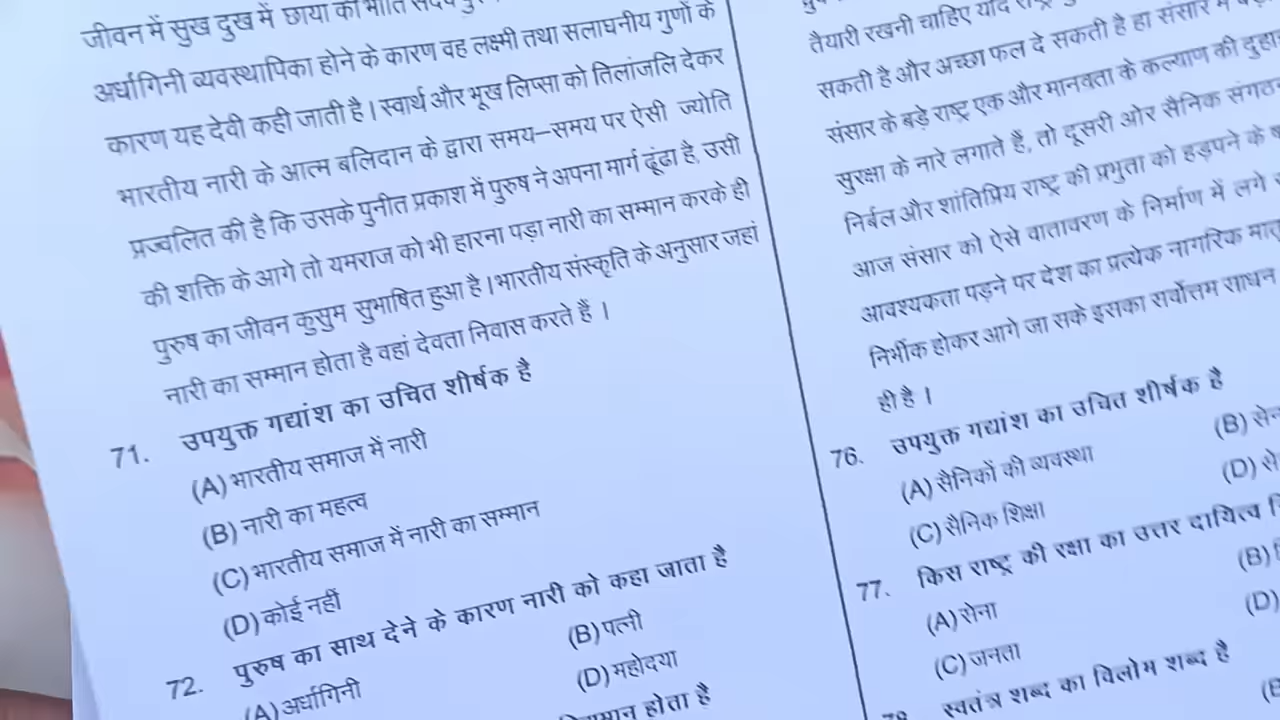 जीवन में सुख दुख में छाया की भांति सदैव
अर्धागिनी व्यवस्थापिका होने के कारण वह लक्ष्मी तथा सलाघनीय गुणों के
कारण यह देवी कही जाती है । स्वार्थ और भूख लिप्सा को तिलांजलि देकर
भारतीय नारी के आत्म बलिदान के द्वारा समय–समय पर ऐसी ज्योति
प्रज्वलित की है कि उसके पुनीत प्रकाश में पुरुष ने अपना मार्ग ढूंढा है, उसी
की शक्ति के आगे तो यमराज को भी हारना पड़ा नारी का सम्मान करके ही
पुरुष का जीवन कुसुम सुभाषित हुआ है । भारतीय संस्कृति के अनुसार जहां
नारी का सम्मान होता है वहां देवता निवास करते हैं ।
71. उपयुक्त गद्यांश का उचित शीर्षक है
(A) भारतीय समाज में नारी
(B) नारी का महत्व
(C) भारतीय समाज में नारी का सम्मान
(D) कोई नहीं
72. पुरुष का साथ देने के कारण नारी को कहा जाता है
(A) अर्धागिनी (B) पत्नी
(D) महोदया
होता है
तैयारी रखनी चाहिए यदि
सकती है और अच्छा फल दे सकती है हा संसार में
संसार के बड़े राष्ट्र एक और मानवता के कल्याण की
सुरक्षा के नारे लगाते हैं, तो दूसरी ओर सैनिक
निर्बल और शांतिप्रिय राष्ट्र की प्रभुता को हड़पने के
आज संसार को ऐसे वातावरण के निर्माण में लगे
आवश्यकता पड़ने पर देश का प्रत्येक नागरिक
निर्भीक होकर आगे जा सके इसका सर्वोत्तम साधन
ही है ।
76. उपयुक्त गद्यांश का उचित शीर्षक है
(A) सैनिकों की व्यवस्था (B)
(C) सैनिक शिक्षा (D)
77. किस राष्ट्र की रक्षा का उत्तर दायित्व
(A) सेना (B)
(C) जनता (D)
स्वतंत्र शब्द का विलोम शब्द है